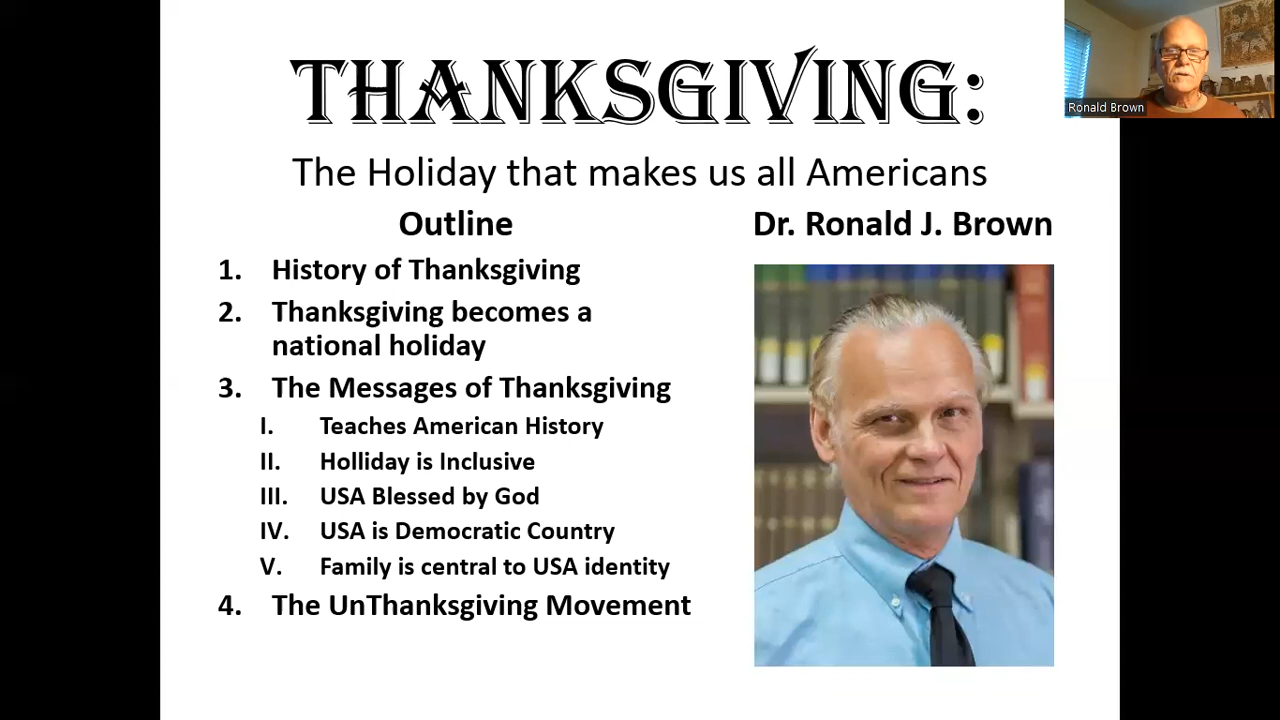 THANKSGIVING:
The Holiday that makes us all Americans
Outline
1. History of Thanksgiving
2. Thanksgiving becomes a
national holiday
3. The Messages of Thanksgiving
I. Teaches American History
II. Holliday is Inclusive
III. USA Blessed by God
IV. USA is Democratic Country
V. Family is central to USA identity
4. The UnThanksgiving Movement
Dr. Ronald J. Brown
Ronald Brown